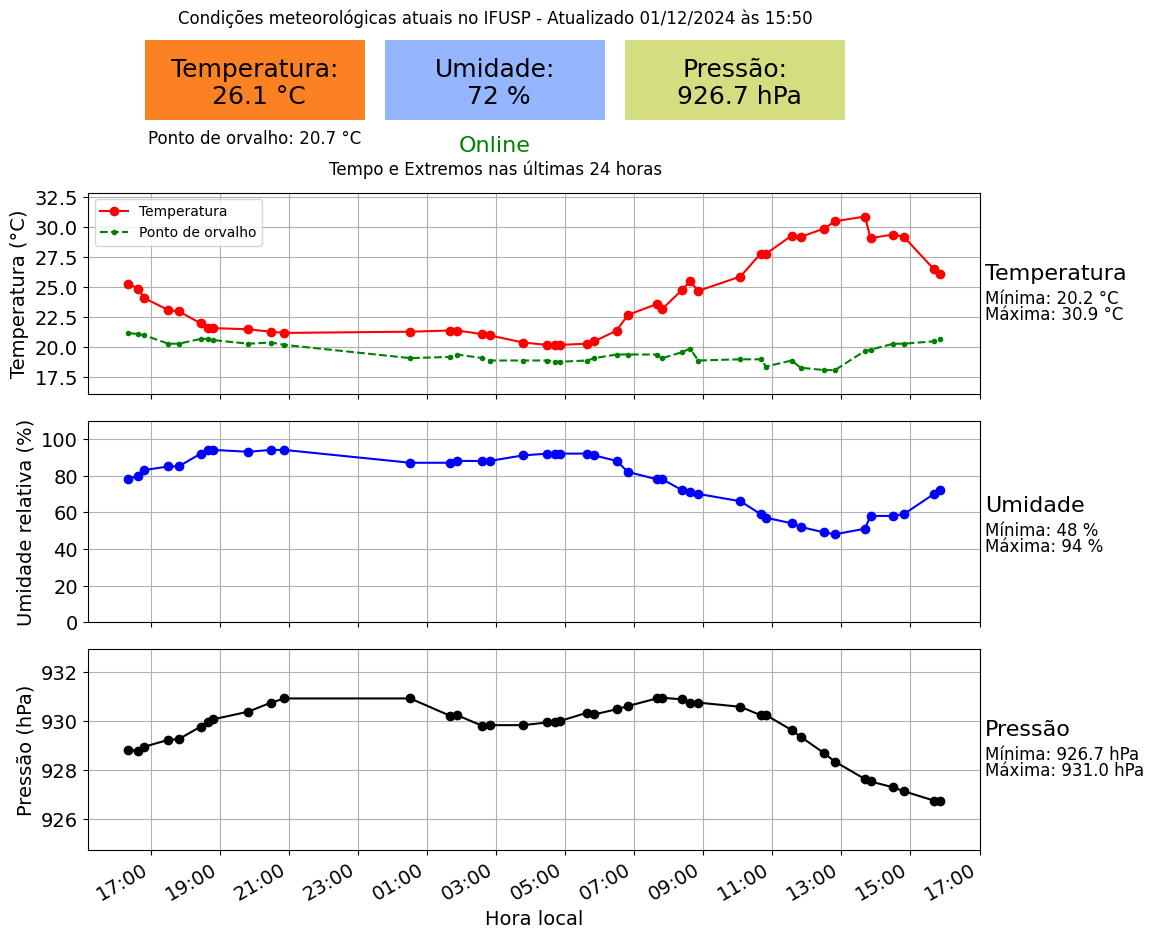 Condições meteorológicas atuais no IFUSP - Atualizado 01/12/2024 às 15:50
Temperatura:
26.1 °C
Umidade:
72 %
Pressão:
926.7 hPa
Ponto de orvalho: 20.7 °C
Online
Tempo e Extremos nas últimas 24 horas
Temperatura (°C)
32.5
30.0
27.5
25.0
22.5
20.0
17.5
Temperatura
Ponto de orvalho
Temperatura
Mínima: 20.2 °C
Máxima: 30.9 °C
Umidade relativa (%)
100
80
60
40
20
0
Umidade
Mínima: 48 %
Máxima: 94 %
Pressão (hPa)
932
930
928
926
Pressão
Mínima: 926.7 hPa
Máxima: 931.0 hPa
17:00 19:00 21:00 23:00 01:00 03:00 05:00 07:00 09:00 11:00 13:00 15:00 17:00
Hora local